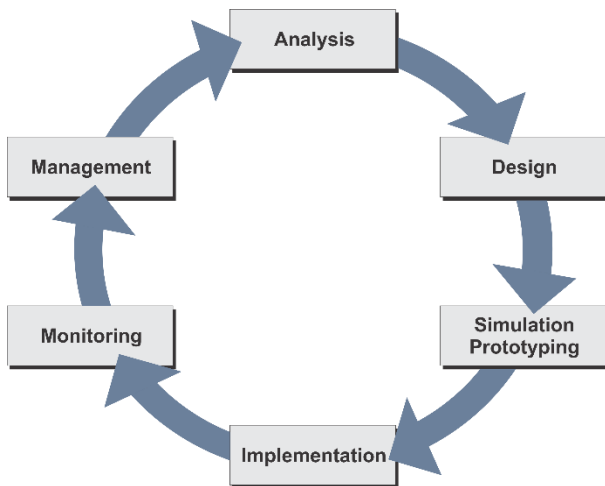 Analysis
Design
Simulation
Prototyping
Implementation
Monitoring
Management